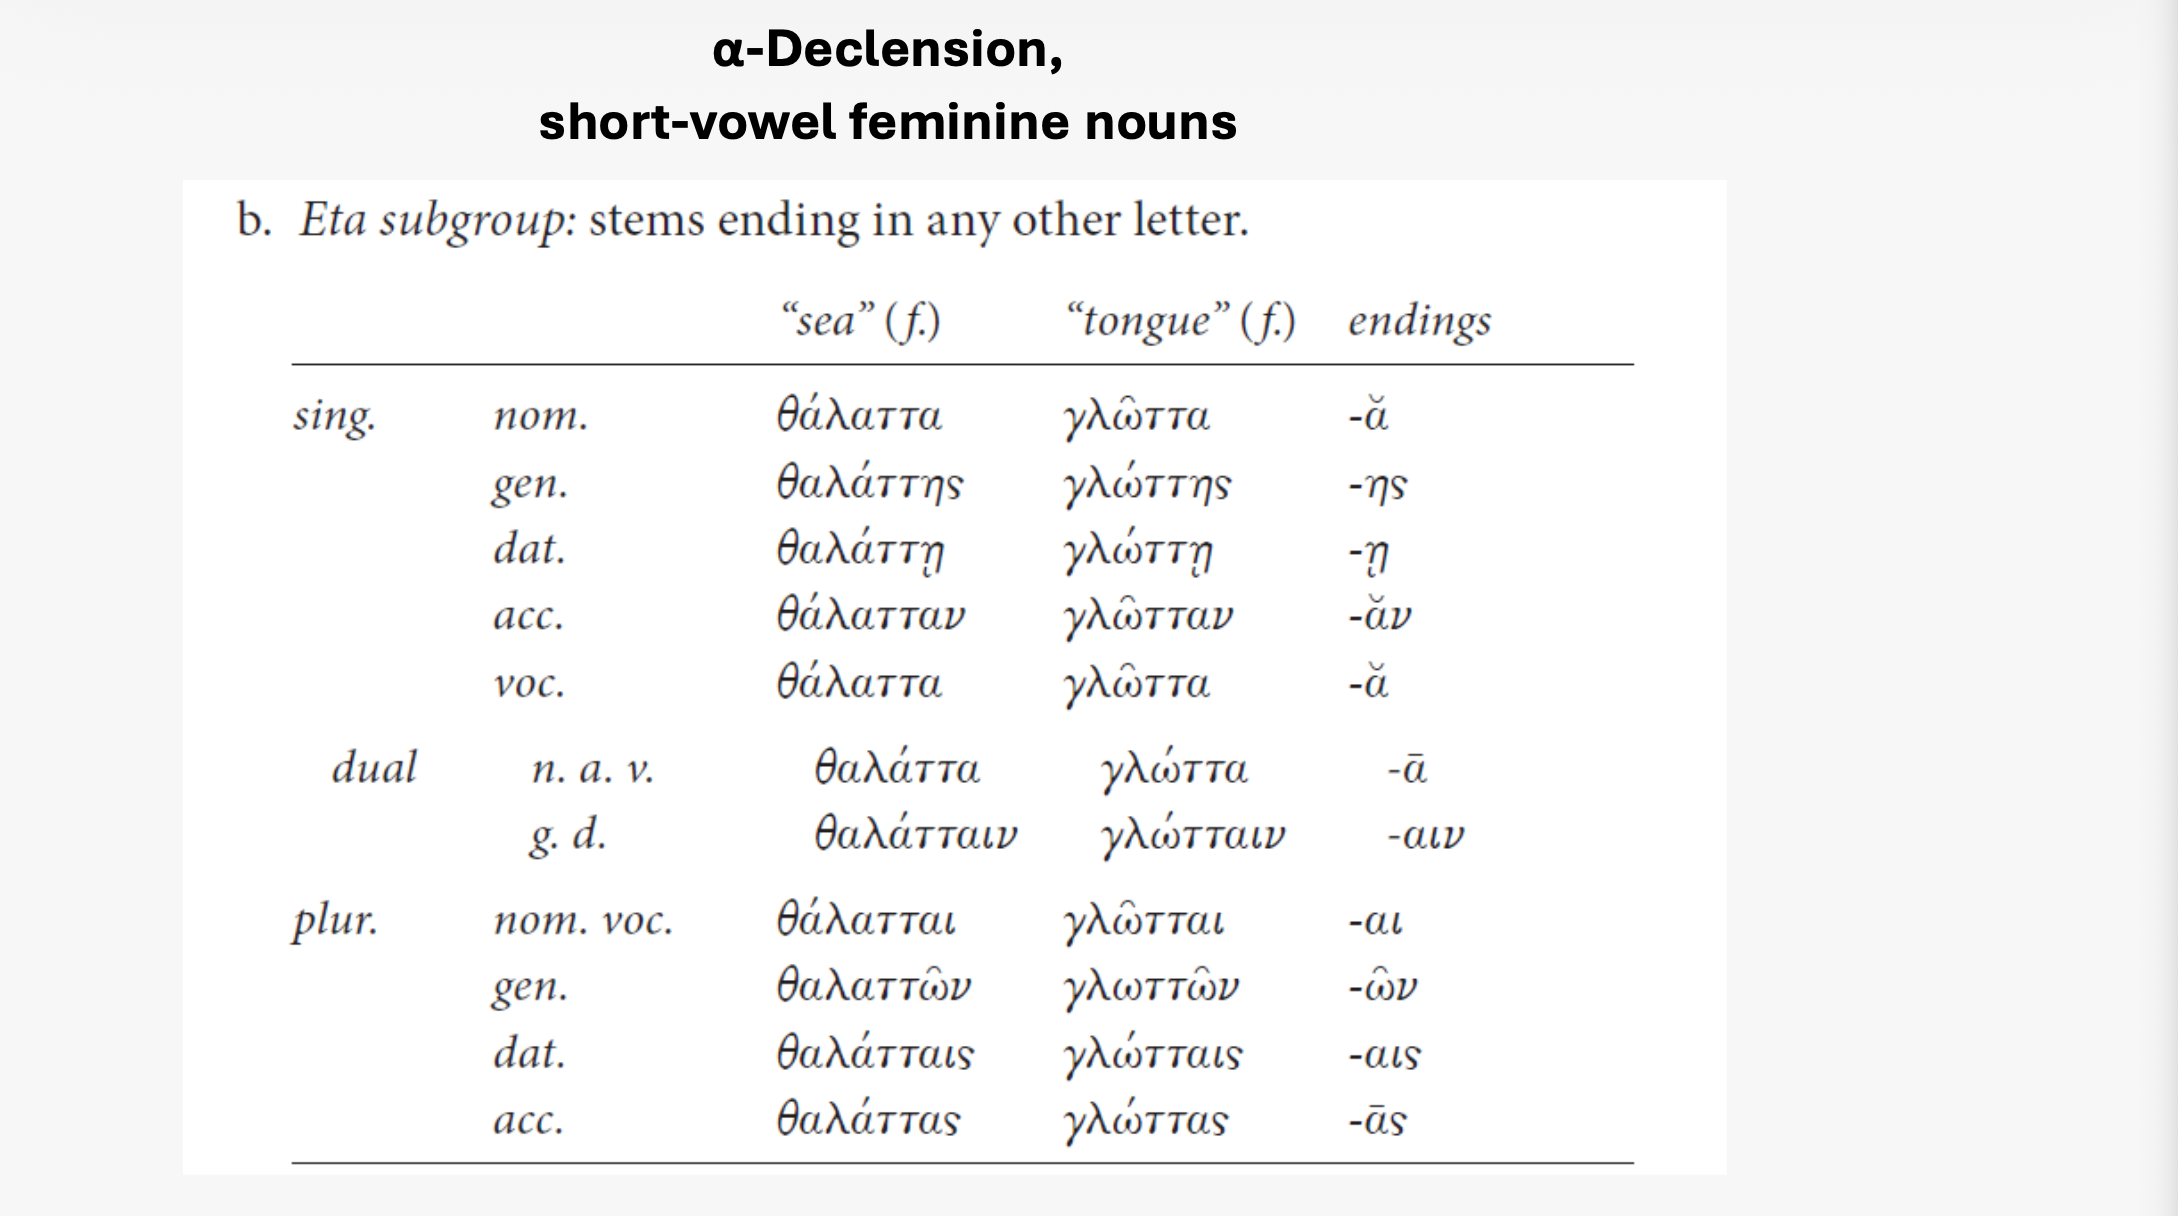 α-Declension,
short-vowel feminine nouns
b. Eta subgroup: stems ending in any other letter.
“sea” (f.) “tongue” (f.) endings
sing. nom. θάλαττα γλῶττα -ᾰ
gen. θαλάττης γλώττης -ης
dat. θαλάττῃ γλώττῃ -ῃ
acc. θάλατταν γλῶτταν -ᾰν
voc. θάλαττα γλῶττα -ᾰ
dual n. a. v. θαλάττα γλώττα -ᾱ
g. d. θαλάτταιν γλώτταιν -αιν
plur. nom. voc. θάλατται γλῶτται -αι
gen. θαλαττῶν γλωττῶν -ῶν
dat. θαλάτταις γλώτταις -αις
acc. θαλάττας γλώττας -ᾱς